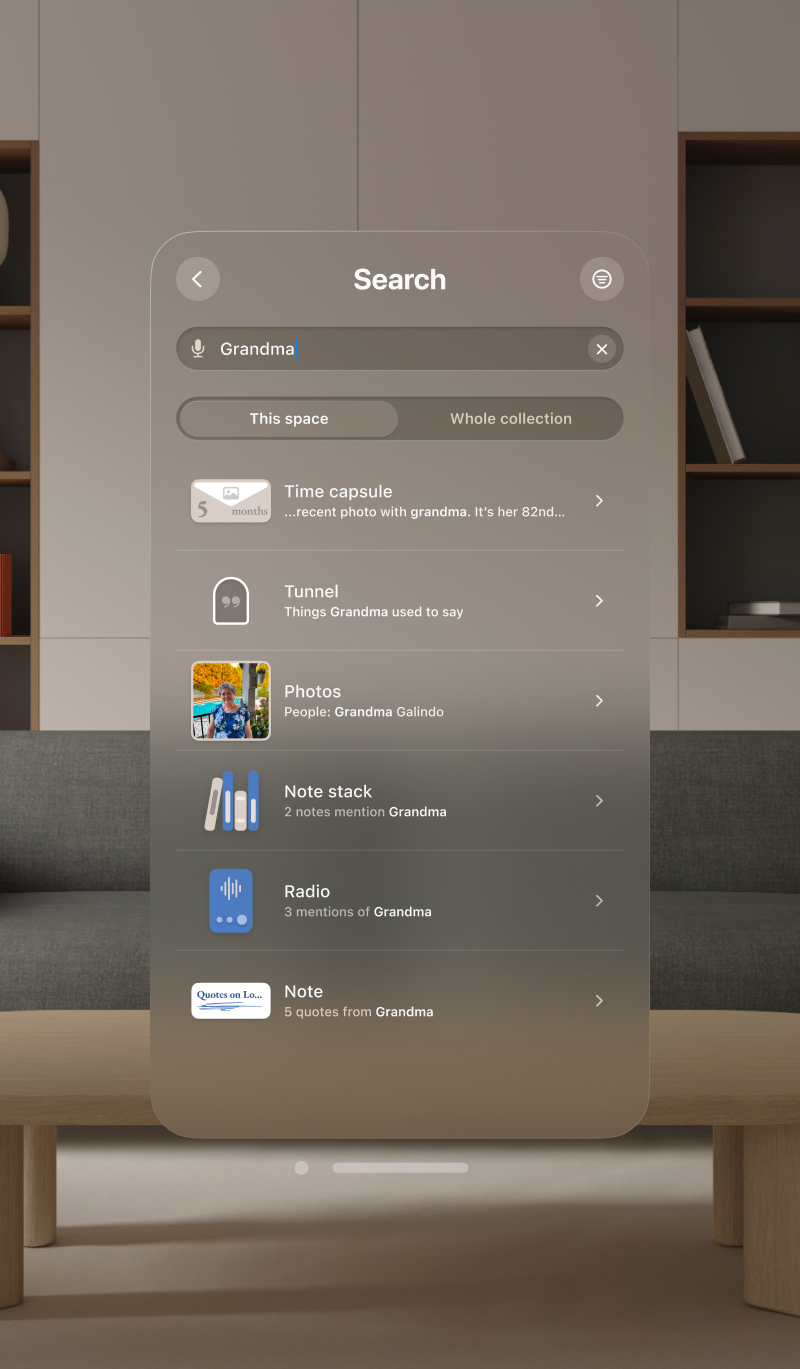 Search
Grandma
This space
Whole collection
5 months
Time capsule
...recent photo with grandma. It's her 82nd...
Tunnel
Things Grandma used to say
Photos
People: Grandma Galindo
Note stack
2 notes mention Grandma
Radio
3 mentions of Grandma
Quotes on Lo...
Note
5 quotes from Grandma